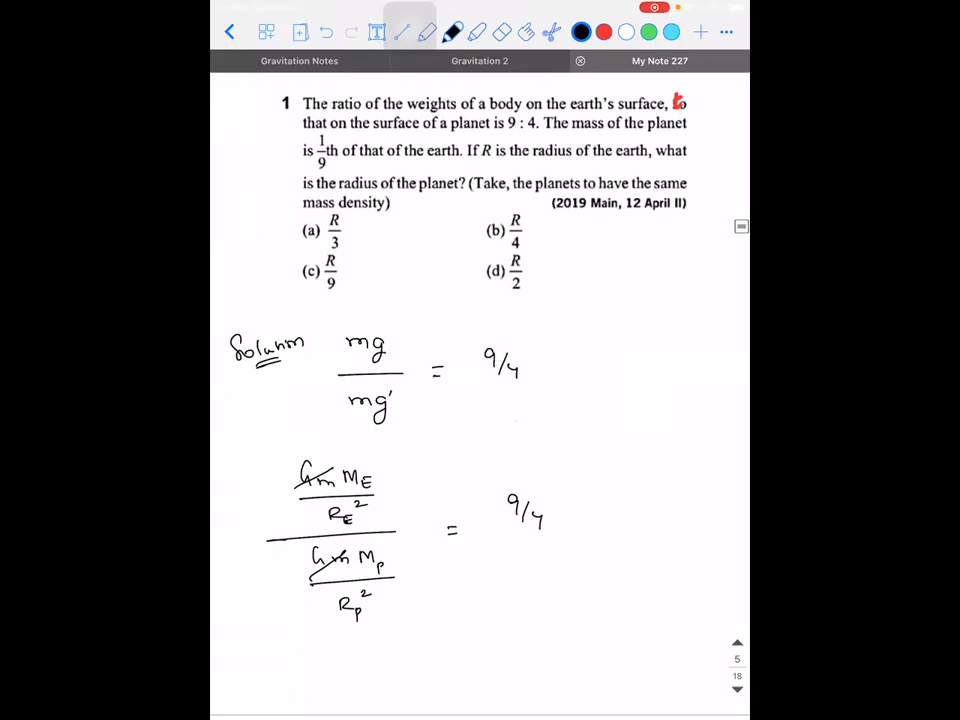 Gravitation Notes
Gravitation 2
My Note 227
1 The ratio of the weights of a body on the earth's surface, to
that on the surface of a planet is 9 : 4. The mass of the planet
is 1/9 th of that of the earth. If R is the radius of the earth, what
is the radius of the planet? (Take, the planets to have the same
mass density) (2019 Main, 12 April II)
(a) R/3 (b) R/4
(c) R/9 (d) R/2
Solution mg/mg' = 9/4
(Gm M_E/R_E^2)/(Gm M_p/R_p^2) = 9/4
5
18